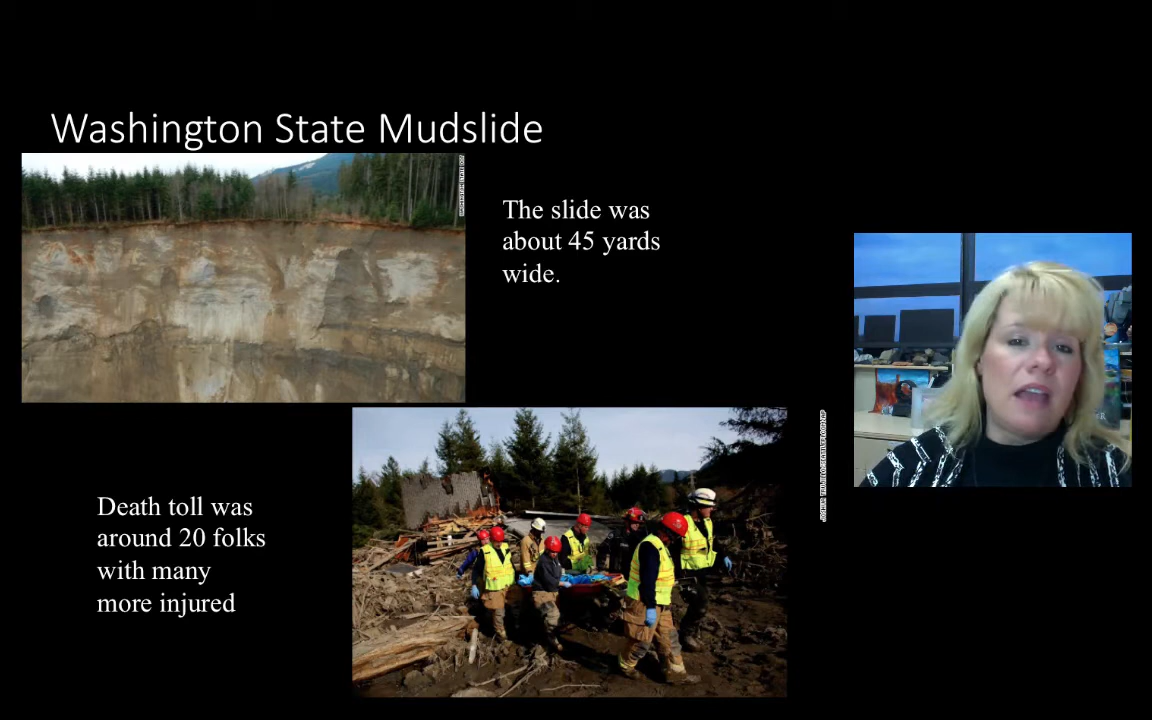 Washington State Mudslide
The slide was
about 45 yards
wide.
Death toll was
around 20 folks
with many
more injured